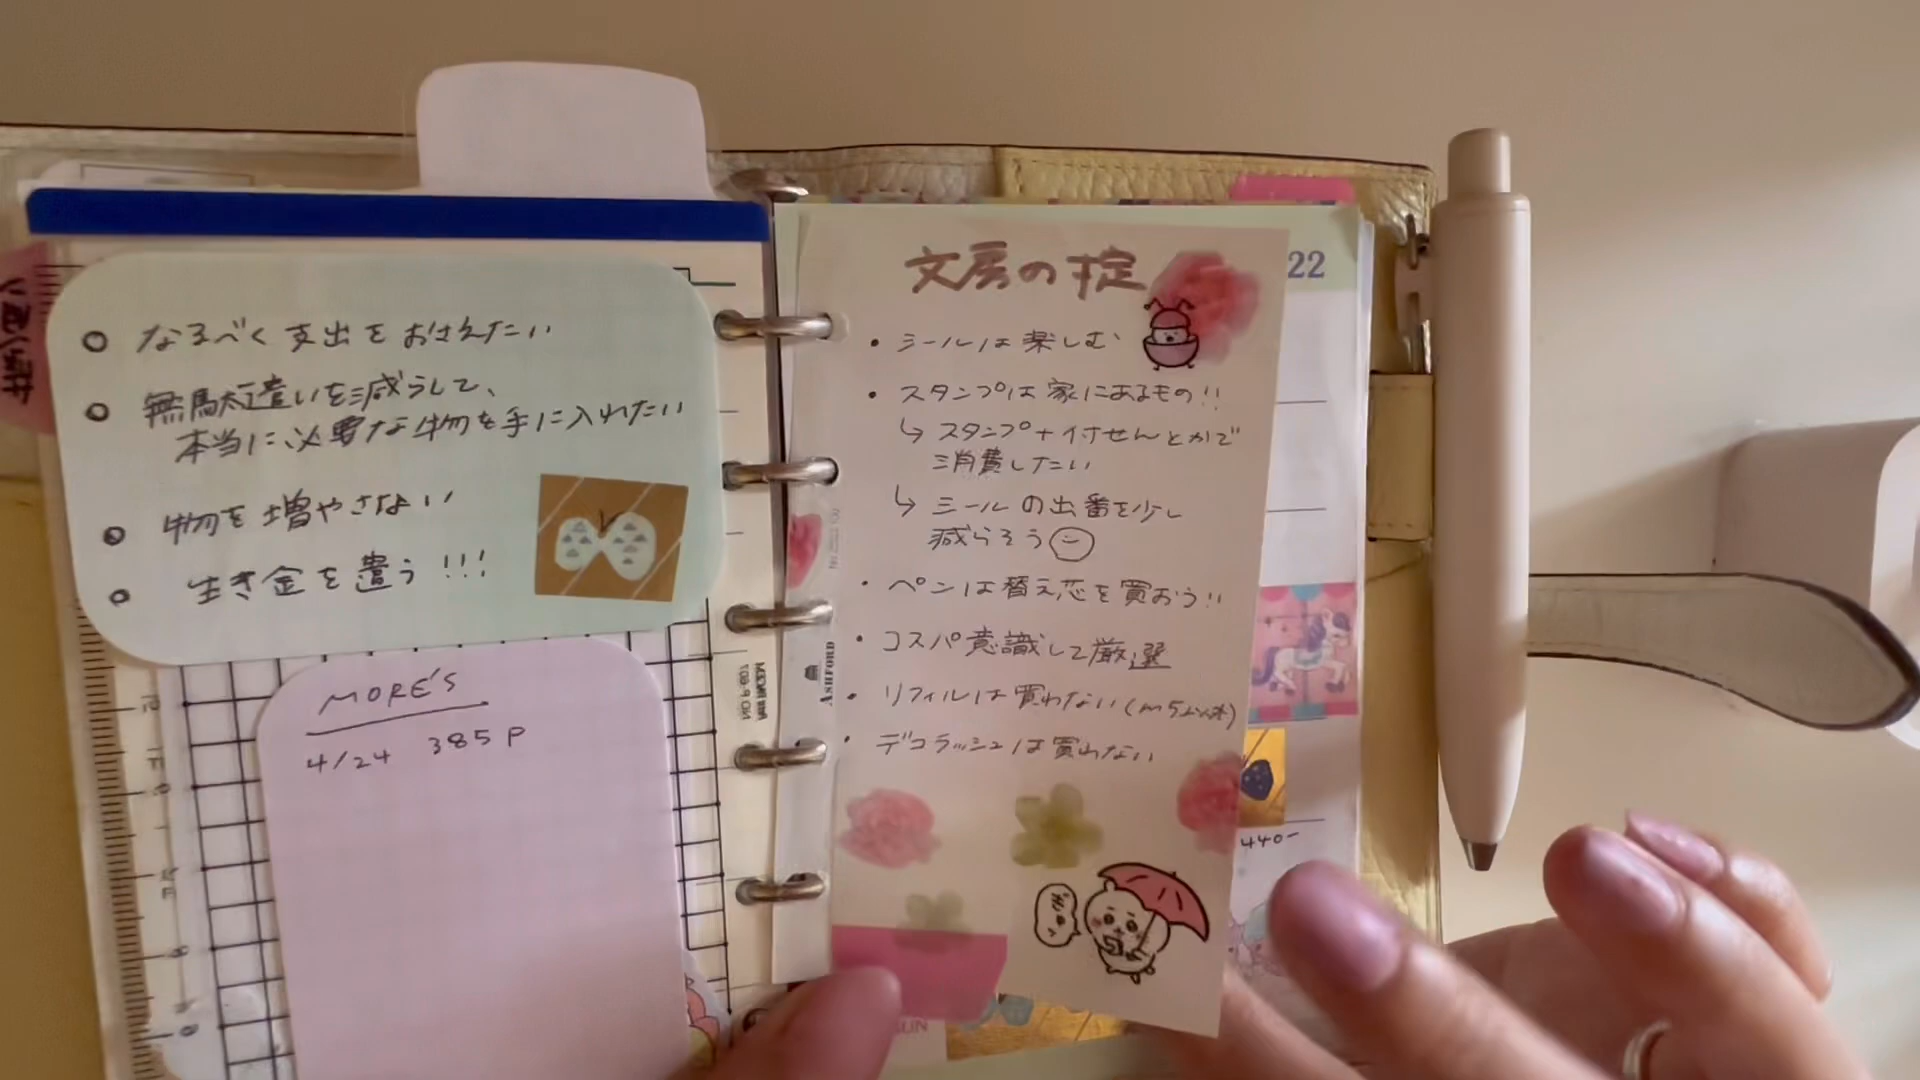 なるべく支出をおさえたい
無駄遣いを減らして、
本当に必要な物を手に入れたい
物を増やさない
生き金を遣う!!!
MORE'S
4/24 385P
文房の掟
シールは楽しむ
スタンプは家にあるもの!!
↳ スタンプ+付せんとかで
消費したい
↳ シールの出番を少し
減らそう
ペンは替え芯を買おう!!
コスパ意識して厳選
リフィルは買わない(m5以外)
デコラッシュは買わない
22
ASHFORD
440-